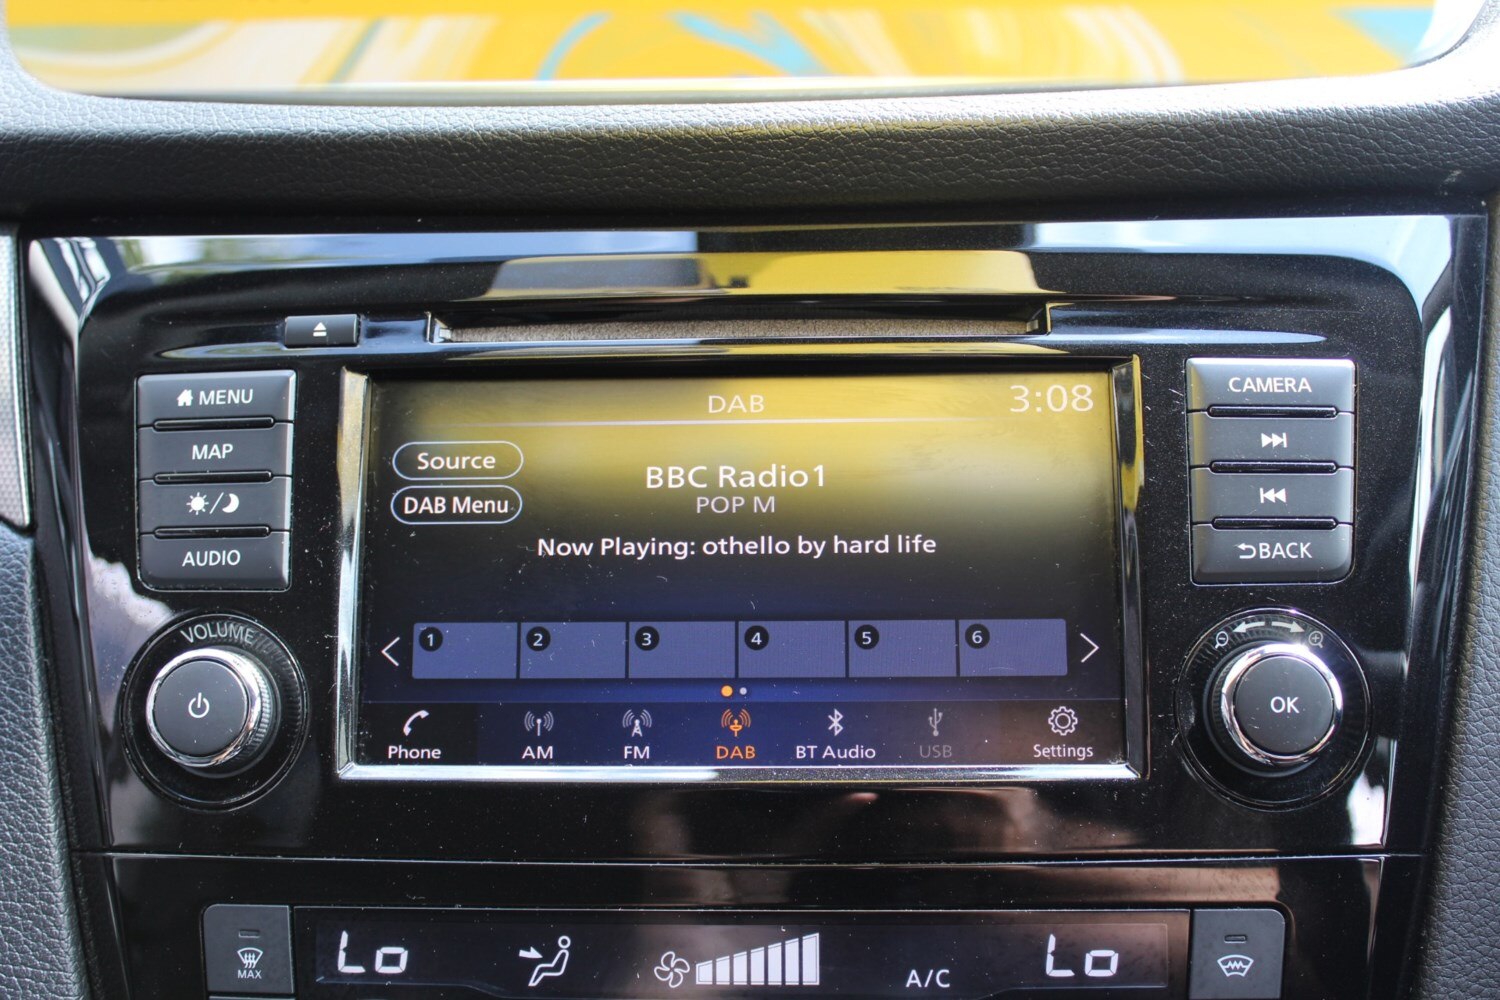 MENU
MAP
AUDIO
VOLUME
DAB
3:08
Source
DAB Menu
BBC Radio1
POP M
Now Playing: othello by hard life
1
2
3
4
5
6
Phone
AM
FM
DAB
BT Audio
USB
Settings
CAMERA
BACK
OK
MAX
Lo
A/C
Lo